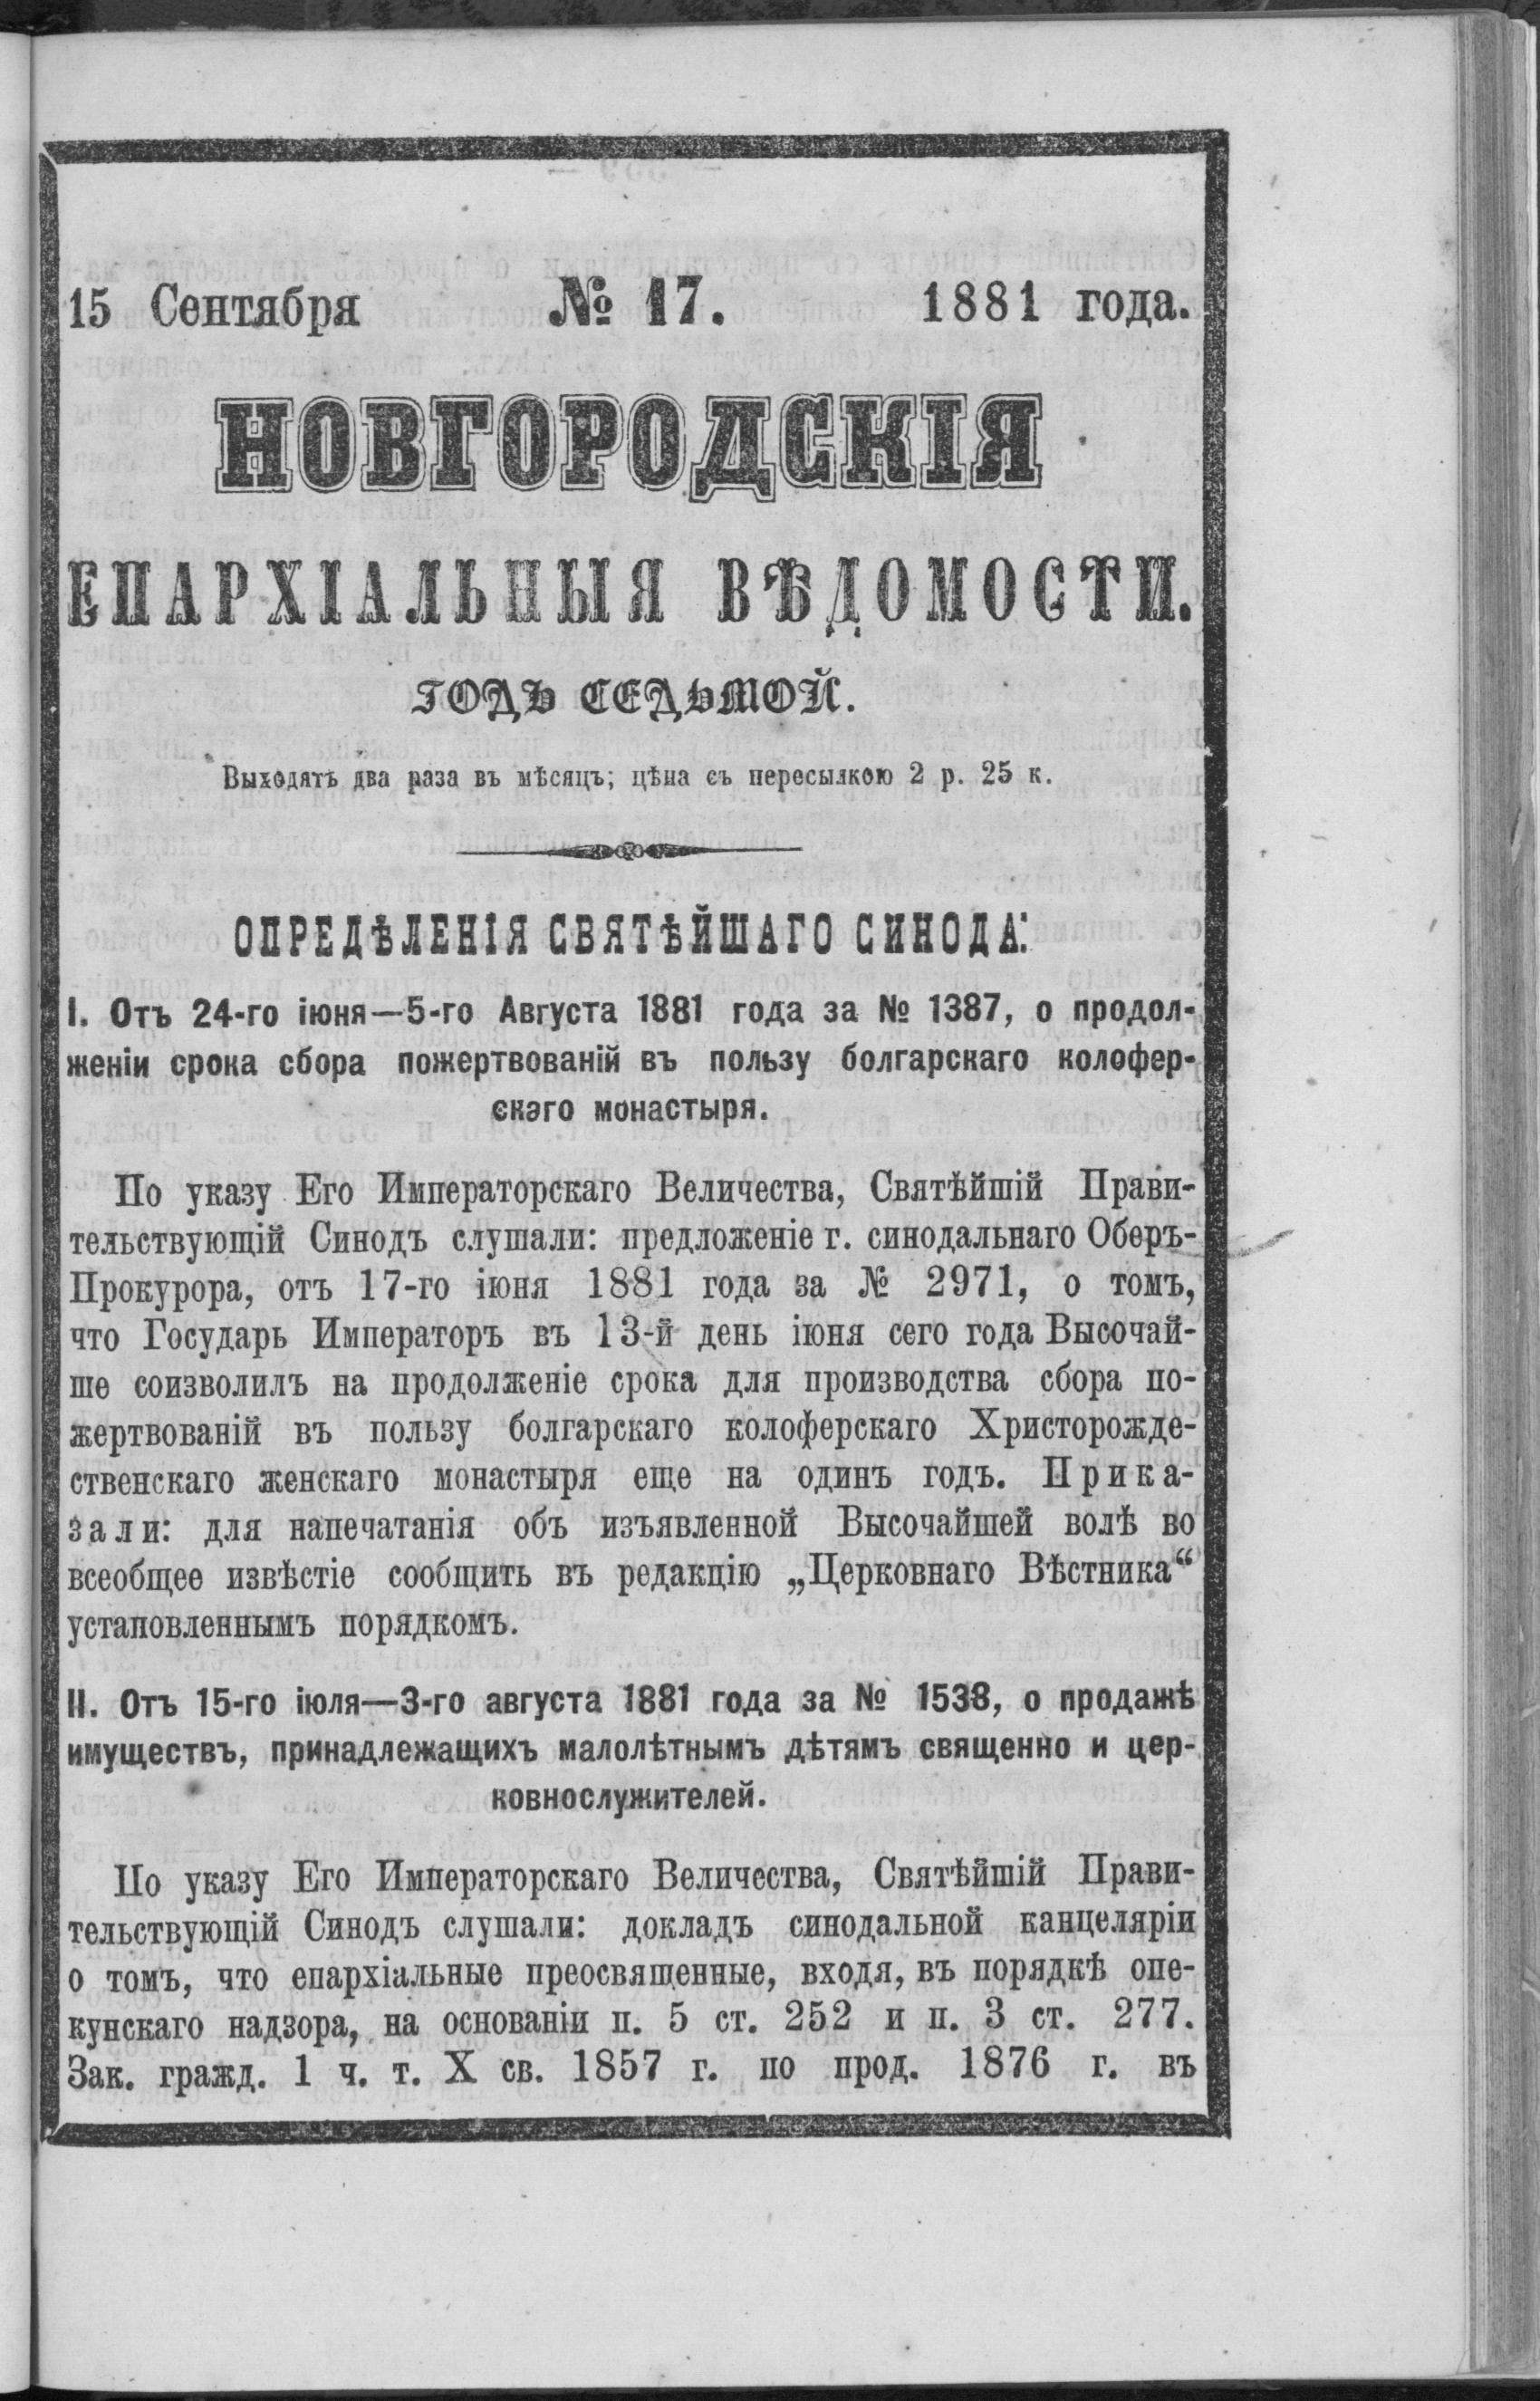 15 Сентября № 17. 1881 года.
НОВГОРОДСКІЯ
ЕПАРХІАЛЬНЫЯ ВѢДОМОСТИ.
ГОДЪ СЕДЬМОЙ.
Выходятъ два раза въ мѣсяцъ; цѣна съ пересылкою 2 р. 25 к.
ОПРЕДѢЛЕНІЯ СВЯТѢЙШАГО СИНОДА:
I. Отъ 24-го іюня—5-го Августа 1881 года за № 1387, о продол-
женіи срока сбора пожертвованій въ пользу болгарскаго колофер-
скаго монастыря.
По указу Его Императорскаго Величества, Святѣйшій Прави-
тельствующій Синодъ слушали: предложеніе г. синодальнаго Оберъ-
Прокурора, отъ 17-го іюня 1881 года за № 2971, о томъ,
что Государь Императоръ въ 13-й день іюня сего года Высочай-
ше соизволилъ на продолженіе срока для производства сбора по-
жертвованій въ пользу болгарскаго колоферскаго Христорожде-
ственскаго женскаго монастыря еще на одинъ годъ. Прика-
зали: для напечатанія объ изъявленной Высочайшей волѣ во
всеобщее извѣстіе сообщить въ редакцію „Церковнаго Вѣстника“
установленнымъ порядкомъ.
II. Отъ 15-го іюля—3-го августа 1881 года за № 1538, о продажѣ
имуществъ, принадлежащихъ малолѣтнымъ дѣтямъ священно и цер-
ковнослужителей.
По указу Его Императорскаго Величества, Святѣйшій Прави-
тельствующій Синодъ слушали: докладъ синодальной канцеляріи
о томъ, что епархіальные преосвященные, входя, въ порядкѣ опе-
кунскаго надзора, на основаніи п. 5 ст. 252 и п. 3 ст. 277.
Зак. гражд. 1 ч. т. X св. 1857 г. по прод. 1876 г. въ